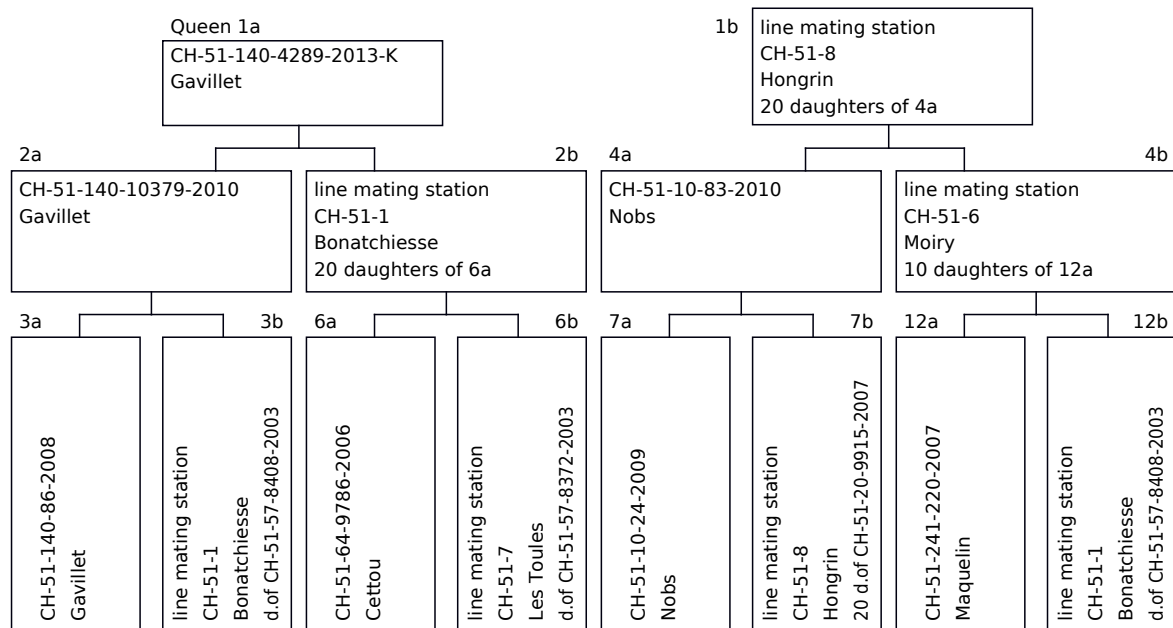 Queen 1a
CH-51-140-4289-2013-K
Gavillet
1b
line mating station
CH-51-8
Hongrin
20 daughters of 4a
2a
CH-51-140-10379-2010
Gavillet
2b
line mating station
CH-51-1
Bonatchiesse
20 daughters of 6a
4a
CH-51-10-83-2010
Nobs
4b
line mating station
CH-51-6
Moiry
10 daughters of 12a
3a
CH-51-140-86-2008
Gavillet
3b
line mating station
CH-51-1
Bonatchiesse
d.of CH-51-57-8408-2003
6a
CH-51-64-9786-2006
Cettou
6b
line mating station
CH-51-7
Les Toules
d.of CH-51-57-8372-2003
7a
CH-51-10-24-2009
Nobs
7b
line mating station
CH-51-8
Hongrin
20 d.of CH-51-20-9915-2007
12a
CH-51-241-220-2007
Maquelin
12b
line mating station
CH-51-1
Bonatchiesse
d.of CH-51-57-8408-2003